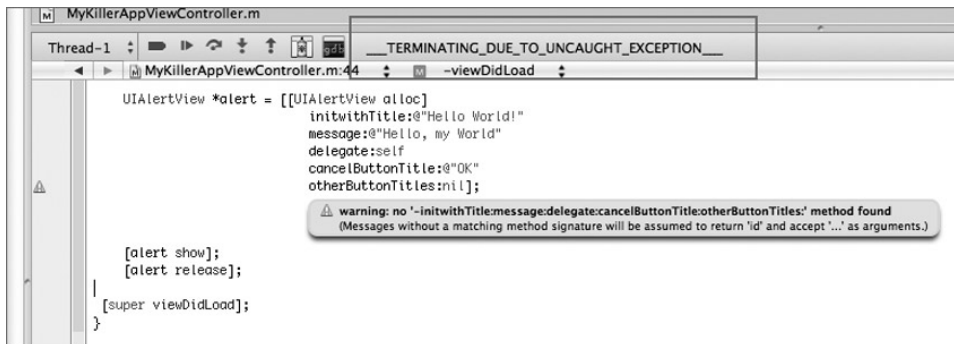 MyKillerAppViewController.m
Thread-1 gdb __TERMINATING_DUE_TO_UNCAUGHT_EXCEPTION__
MyKillerAppViewController.m:44 M -viewDidLoad
UIAlertView *alert = [[UIAlertView alloc]
initwithTitle:@"Hello World!"
message:@"Hello, my World"
delegate:self
cancelButtonTitle:@"OK"
otherButtonTitles:nil];
warning: no '-initwithTitle:message:delegate:cancelButtonTitle:otherButtonTitles:' method found
(Messages without a matching method signature will be assumed to return 'id' and accept '...' as arguments.)
[alert show];
[alert release];
[super viewDidLoad];
}